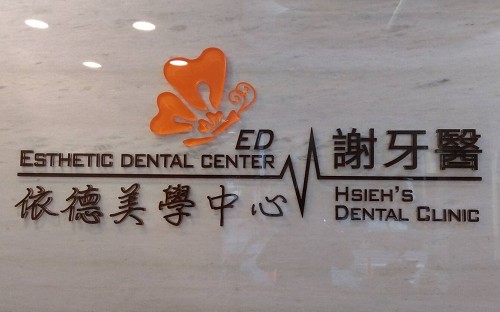 ED
ESTHETIC DENTAL CENTER
依德美學中心
謝牙醫
HSIEH'S
DENTAL CLINIC